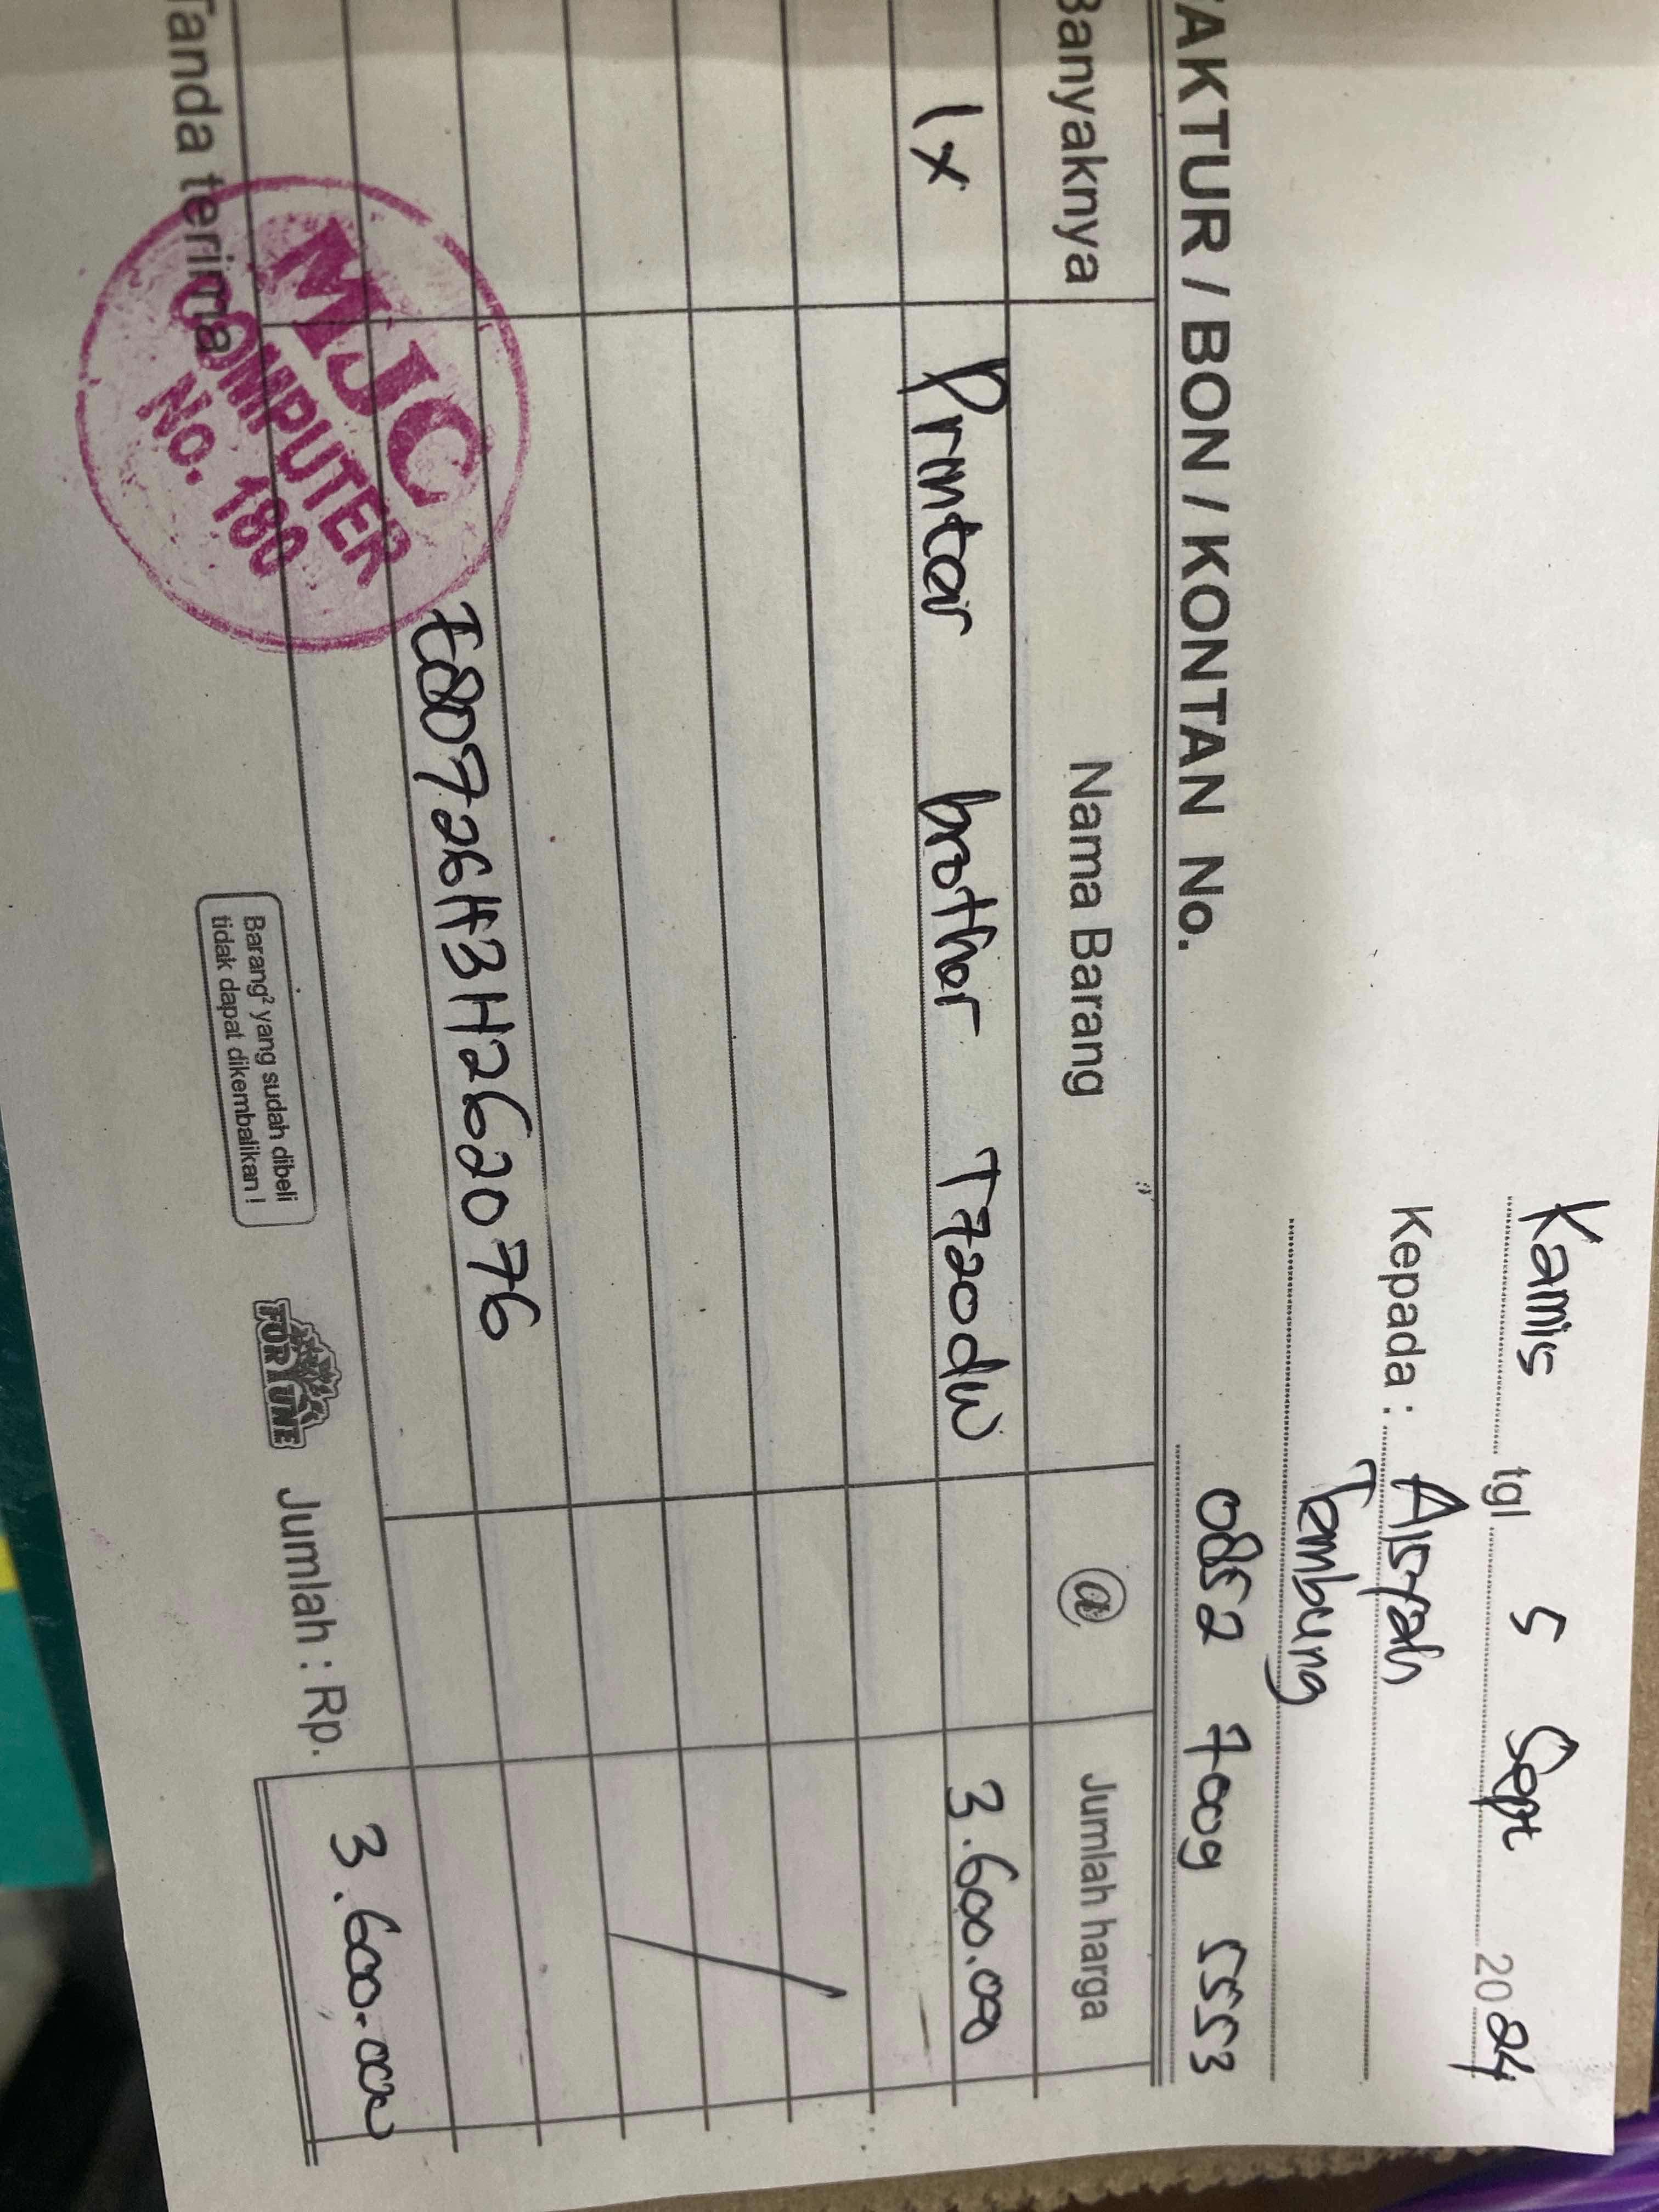 Kamis tgl 5 Sept 2024
Kepada : Aisyah
Tembung
0852 7009 5553
FAKTUR / BON / KONTAN No.
Banyaknya Nama Barang @ Jumlah harga
1x Printer brother T720dw 3.600.000
E80726H3H262076
Tanda terima
MJC
COMPUTER
No. 180
Barang² yang sudah dibeli
tidak dapat dikembalikan !
FORTUNE
Jumlah : Rp. 3.600.000